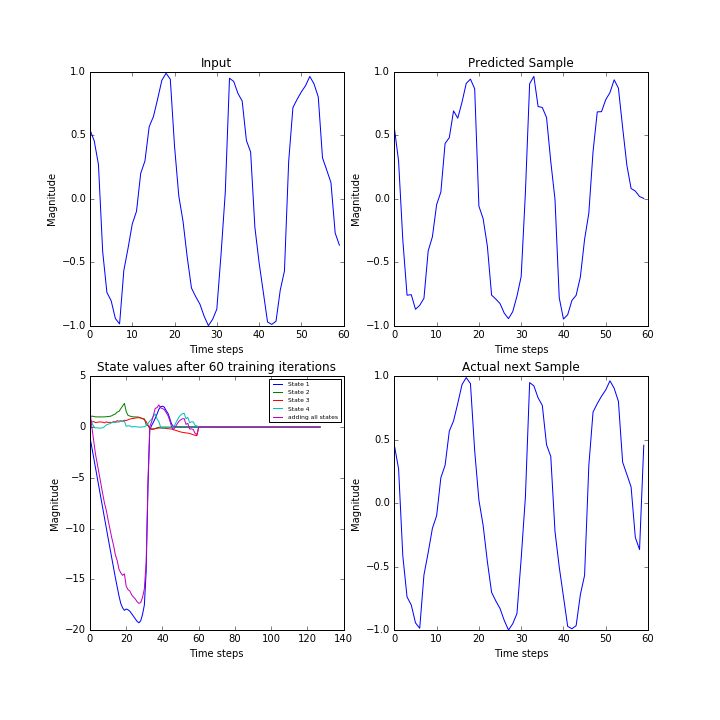 Input
1.0
0.5
0.0
−0.5
−1.0
Magnitude
0 10 20 30 40 50 60
Time steps
Predicted Sample
1.0
0.5
0.0
−0.5
−1.0
Magnitude
0 10 20 30 40 50 60
Time steps
State values after 60 training iterations
5
0
−5
−10
−15
−20
Magnitude
State 1
State 2
State 3
State 4
adding all states
0 20 40 60 80 100 120 140
Time steps
Actual next Sample
1.0
0.5
0.0
−0.5
−1.0
Magnitude
0 10 20 30 40 50 60
Time steps